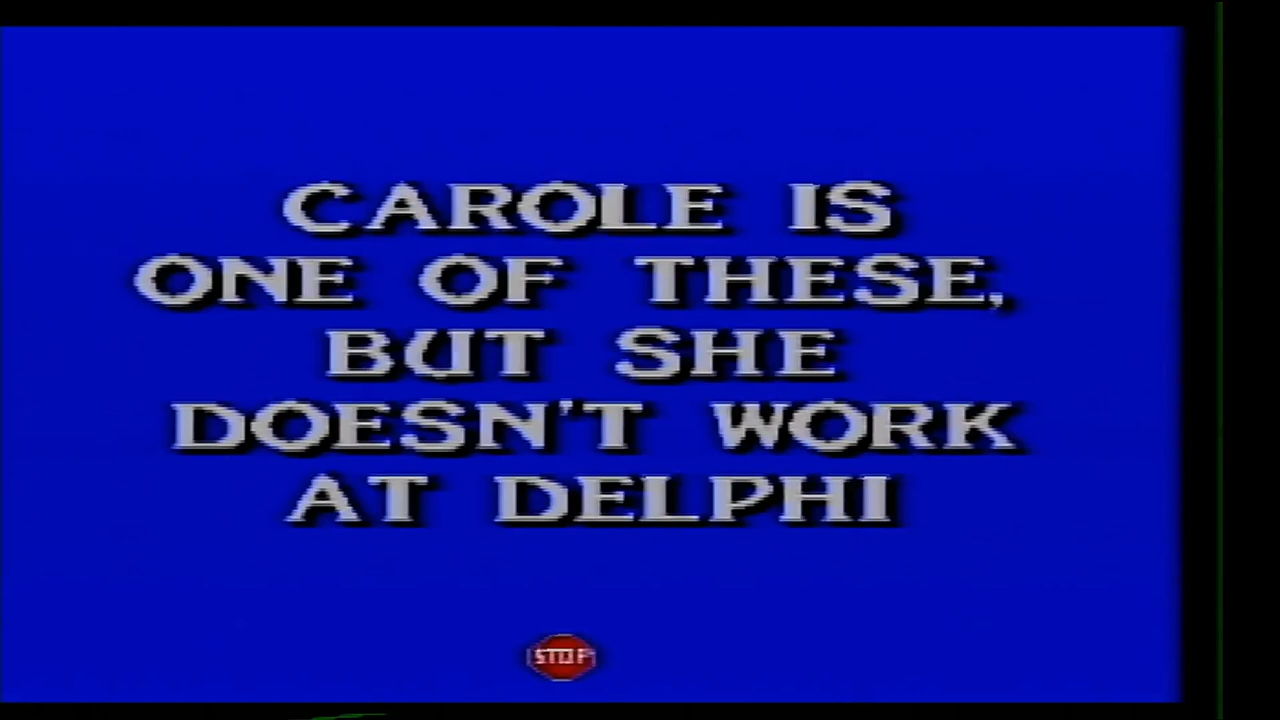 CAROLE IS
ONE OF THESE,
BUT SHE
DOESN'T WORK
AT DELPHI
STOP